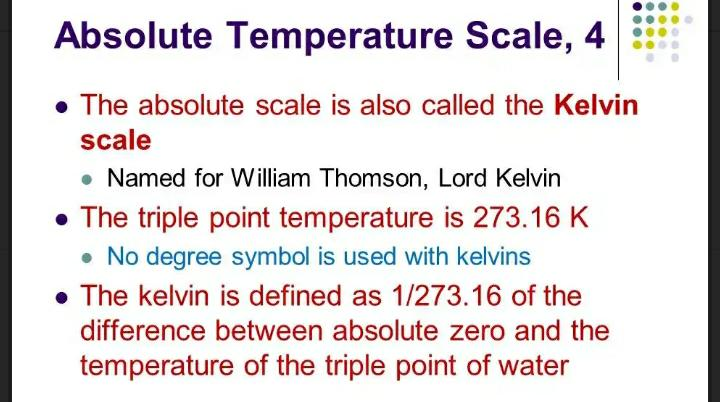 Absolute Temperature Scale, 4
The absolute scale is also called the Kelvin
scale
Named for William Thomson, Lord Kelvin
The triple point temperature is 273.16 K
No degree symbol is used with kelvins
The kelvin is defined as 1/273.16 of the
difference between absolute zero and the
temperature of the triple point of water